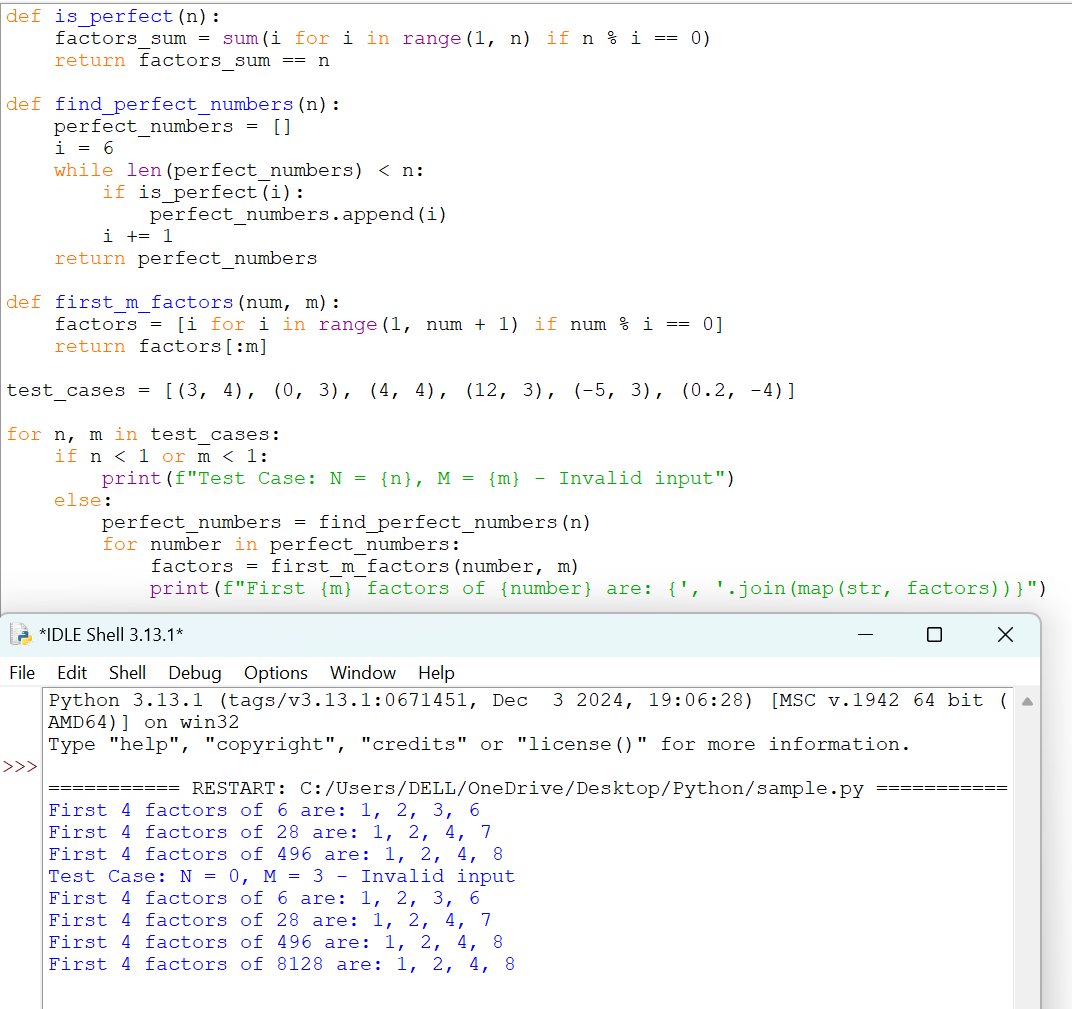 def is_perfect(n):
    factors_sum = sum(i for i in range(1, n) if n % i == 0)
    return factors_sum == n

def find_perfect_numbers(n):
    perfect_numbers = []
    i = 6
    while len(perfect_numbers) < n:
        if is_perfect(i):
            perfect_numbers.append(i)
        i += 1
    return perfect_numbers

def first_m_factors(num, m):
    factors = [i for i in range(1, num + 1) if num % i == 0]
    return factors[:m]

test_cases = [(3, 4), (0, 3), (4, 4), (12, 3), (-5, 3), (0.2, -4)]

for n, m in test_cases:
    if n < 1 or m < 1:
        print(f"Test Case: N = {n}, M = {m} - Invalid input")
    else:
        perfect_numbers = find_perfect_numbers(n)
        for number in perfect_numbers:
            factors = first_m_factors(number, m)
            print(f"First {m} factors of {number} are: {', '.join(map(str, factors))}")
*IDLE Shell 3.13.1*
File Edit Shell Debug Options Window Help
Python 3.13.1 (tags/v3.13.1:0671451, Dec  3 2024, 19:06:28) [MSC v.1942 64 bit (
AMD64)] on win32
Type "help", "copyright", "credits" or "license()" for more information.
>>>
=========== RESTART: C:/Users/DELL/OneDrive/Desktop/Python/sample.py ===========
First 4 factors of 6 are: 1, 2, 3, 6
First 4 factors of 28 are: 1, 2, 4, 7
First 4 factors of 496 are: 1, 2, 4, 8
Test Case: N = 0, M = 3 - Invalid input
First 4 factors of 6 are: 1, 2, 3, 6
First 4 factors of 28 are: 1, 2, 4, 7
First 4 factors of 496 are: 1, 2, 4, 8
First 4 factors of 8128 are: 1, 2, 4, 8